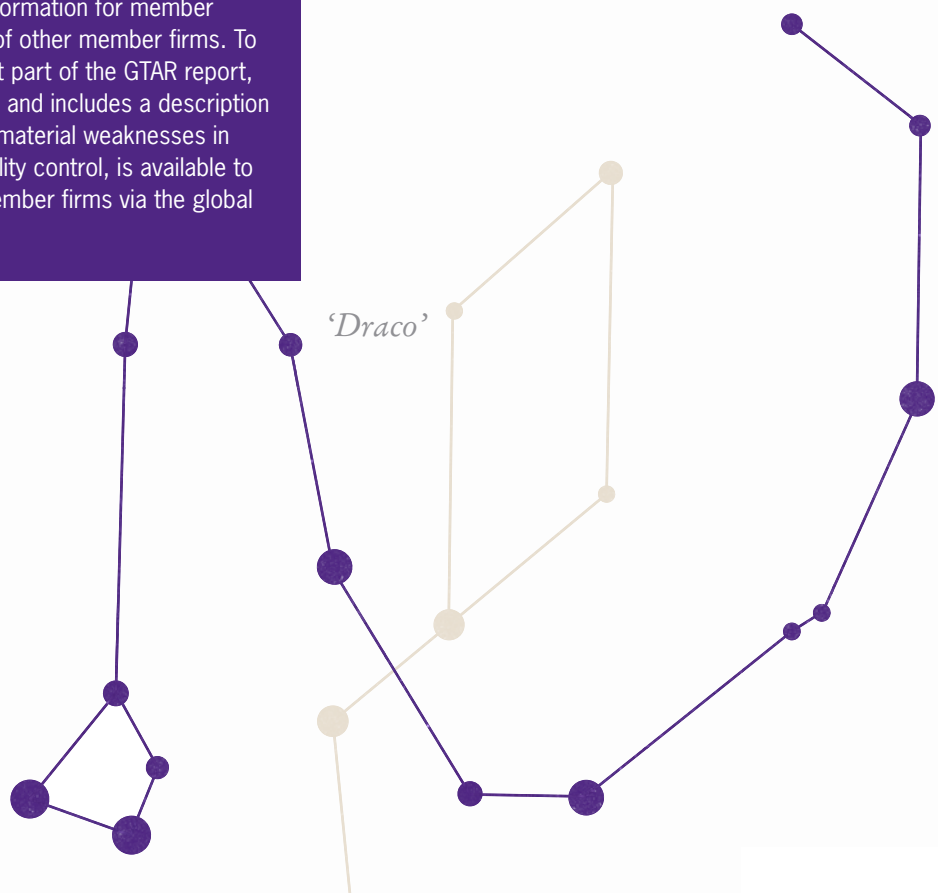 ormation for member
of other member firms. To
t part of the GTAR report,
and includes a description
material weaknesses in
lity control, is available to
ember firms via the global
‘Draco’